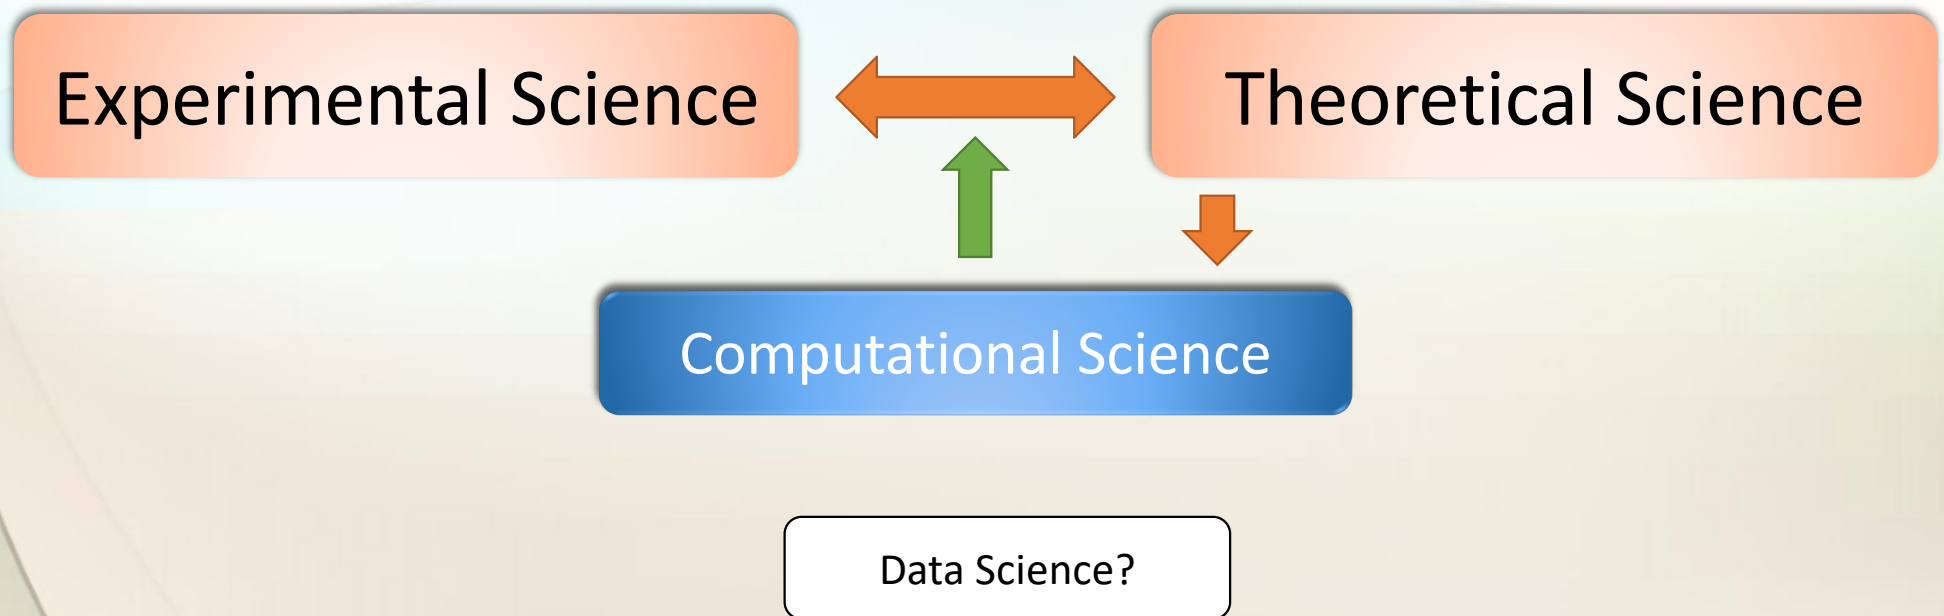 Experimental Science
Theoretical Science
Computational Science
Data Science?